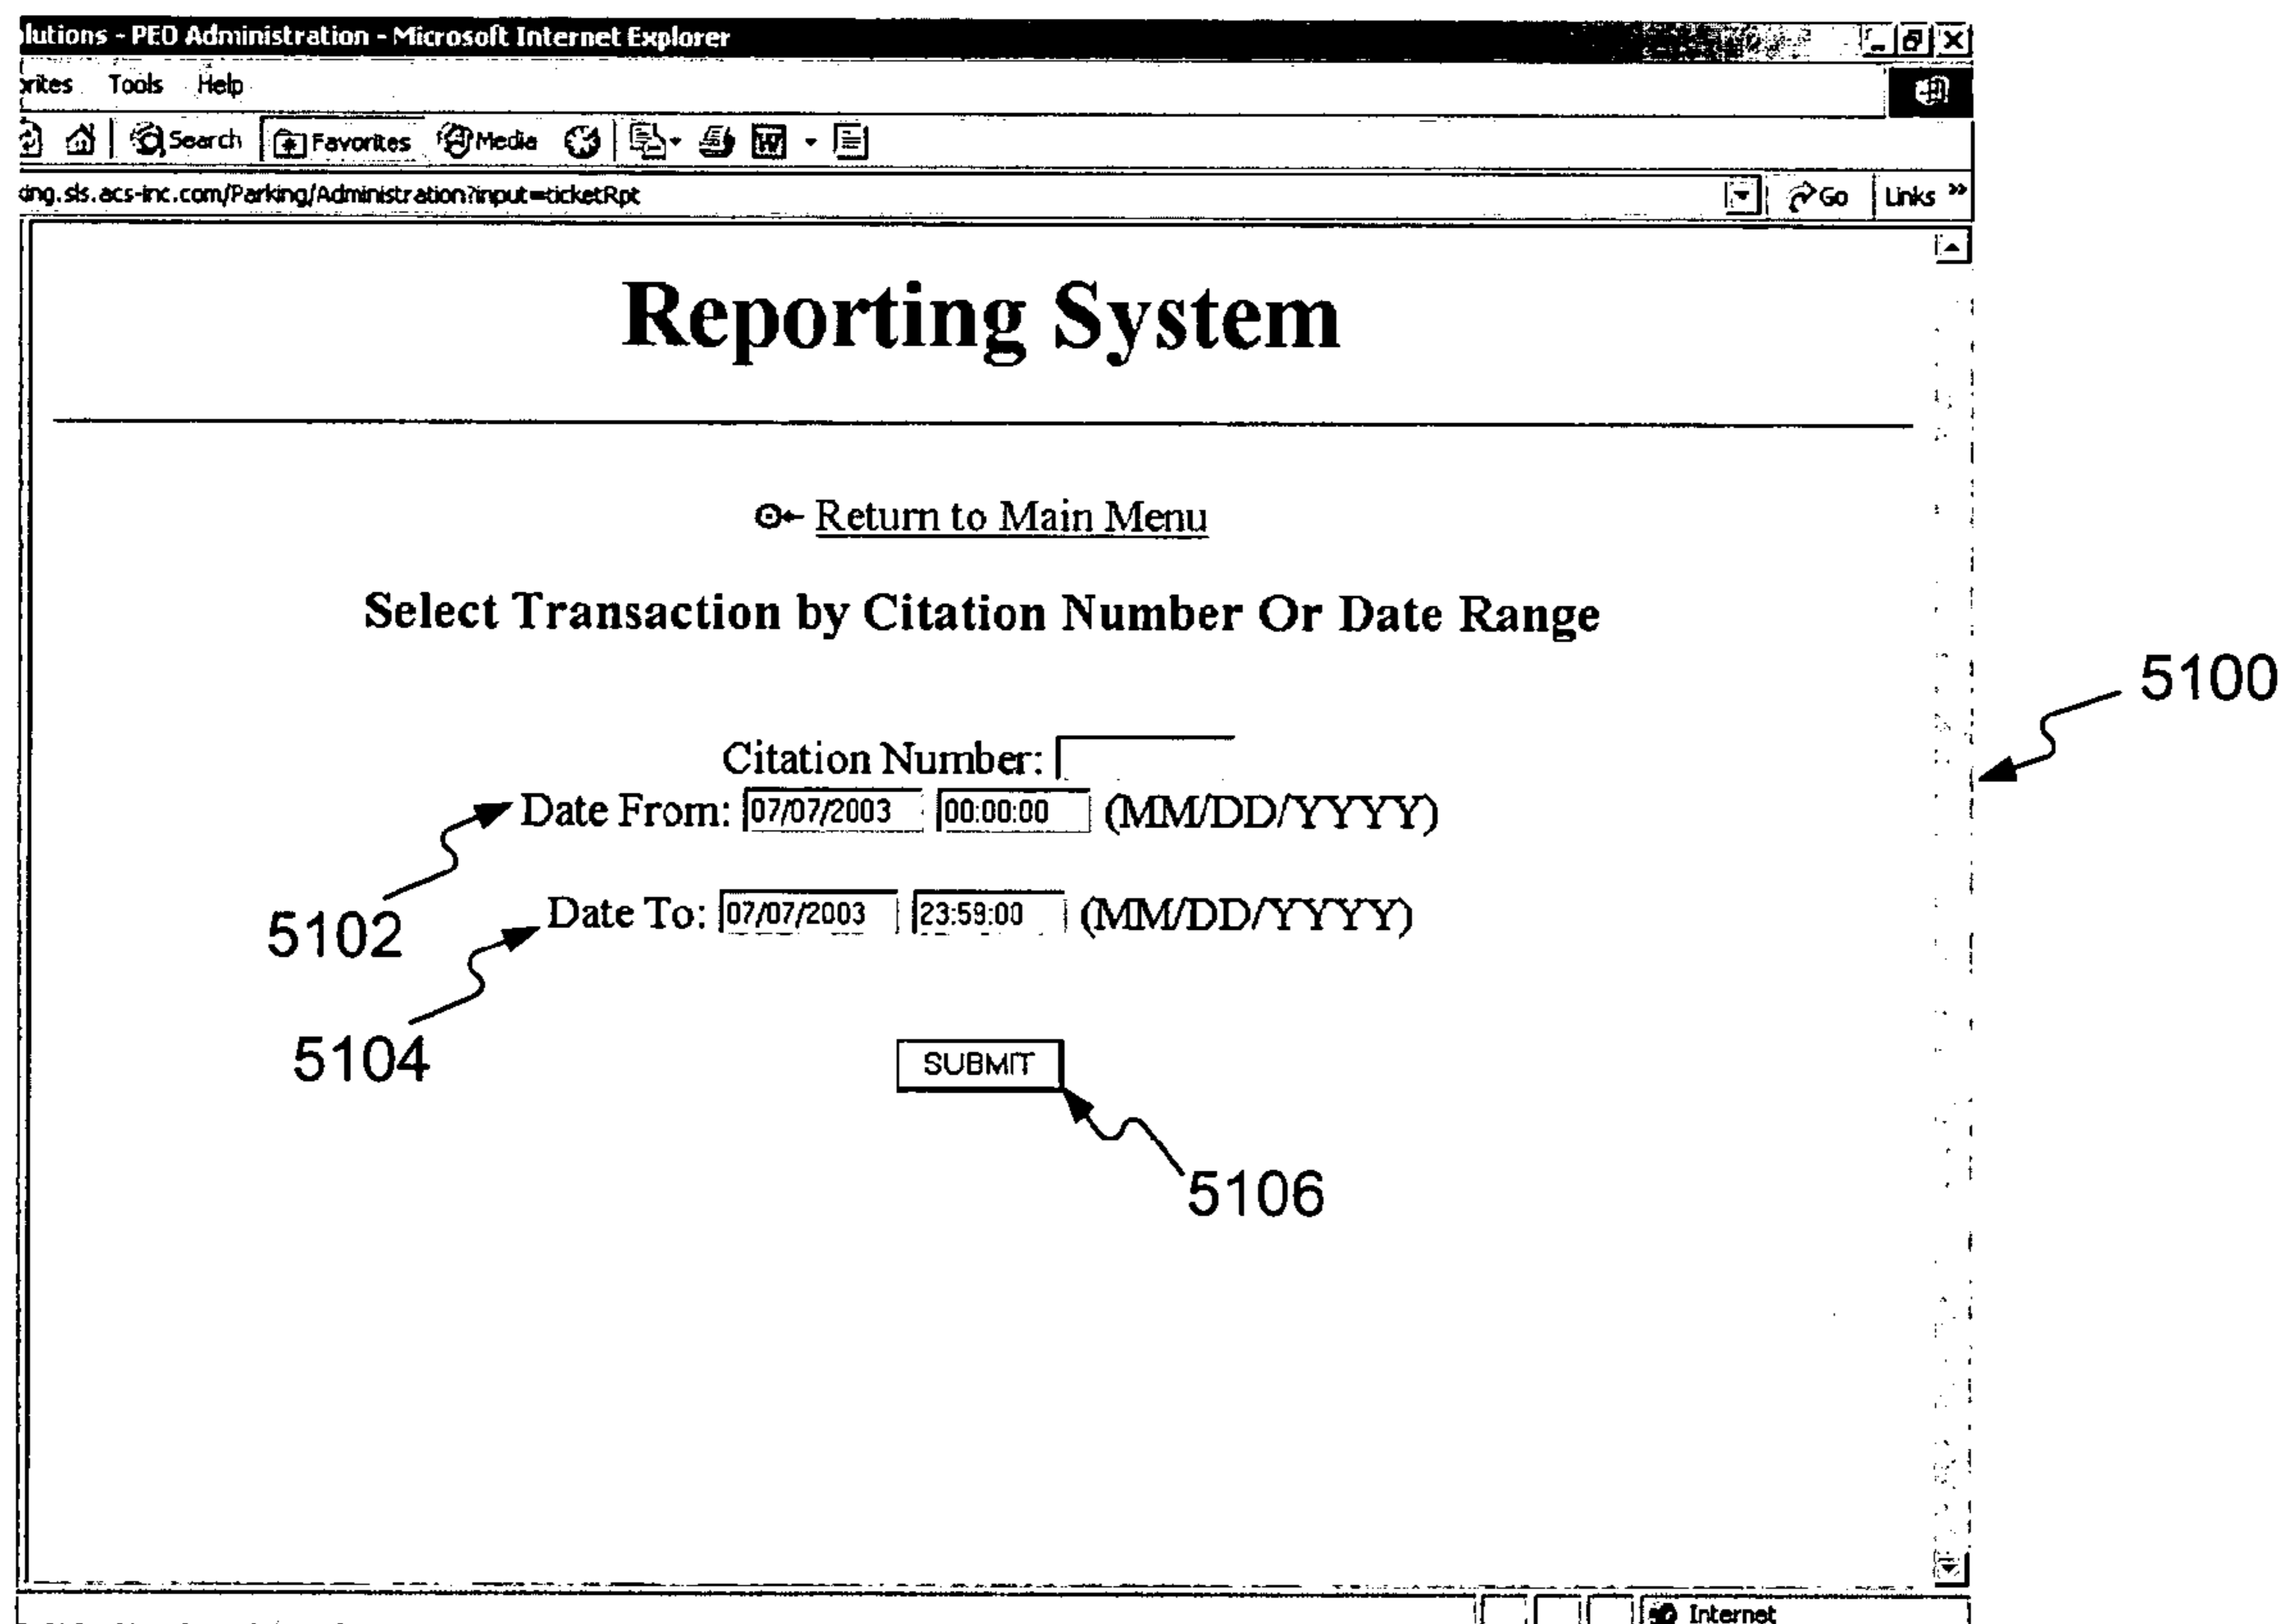 lutions - PEO Administration - Microsoft Internet Explorer
rites Tools Help
Search Favorites Media
ing.sls.acs-inc.com/Parking/Administration?input=ticketRpt Go Links »
Reporting System
Return to Main Menu
Select Transaction by Citation Number Or Date Range
5100
Citation Number:
Date From: 07/07/2003 00:00:00 (MM/DD/YYYY)
5102
Date To: 07/07/2003 23:59:00 (MM/DD/YYYY)
5104
SUBMIT
5106
Internet